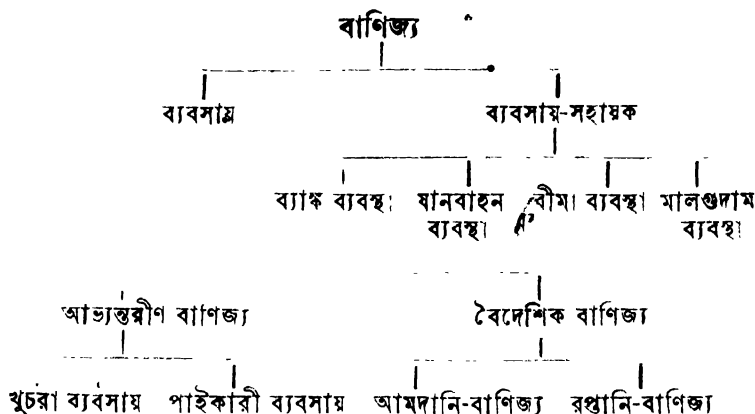 বাণিজ্য
ব্যবসায় ব্যবসায়-সহায়ক
ব্যাঙ্ক ব্যবস্থা যানবাহন বীমা ব্যবস্থা মালগুদাম
ব্যবস্থা ব্যবস্থা
আভ্যন্তরীণ বাণিজ্য বৈদেশিক বাণিজ্য
খুচরা ব্যবসায় পাইকারী ব্যবসায় আমদানি-বাণিজ্য রপ্তানি-বাণিজ্য